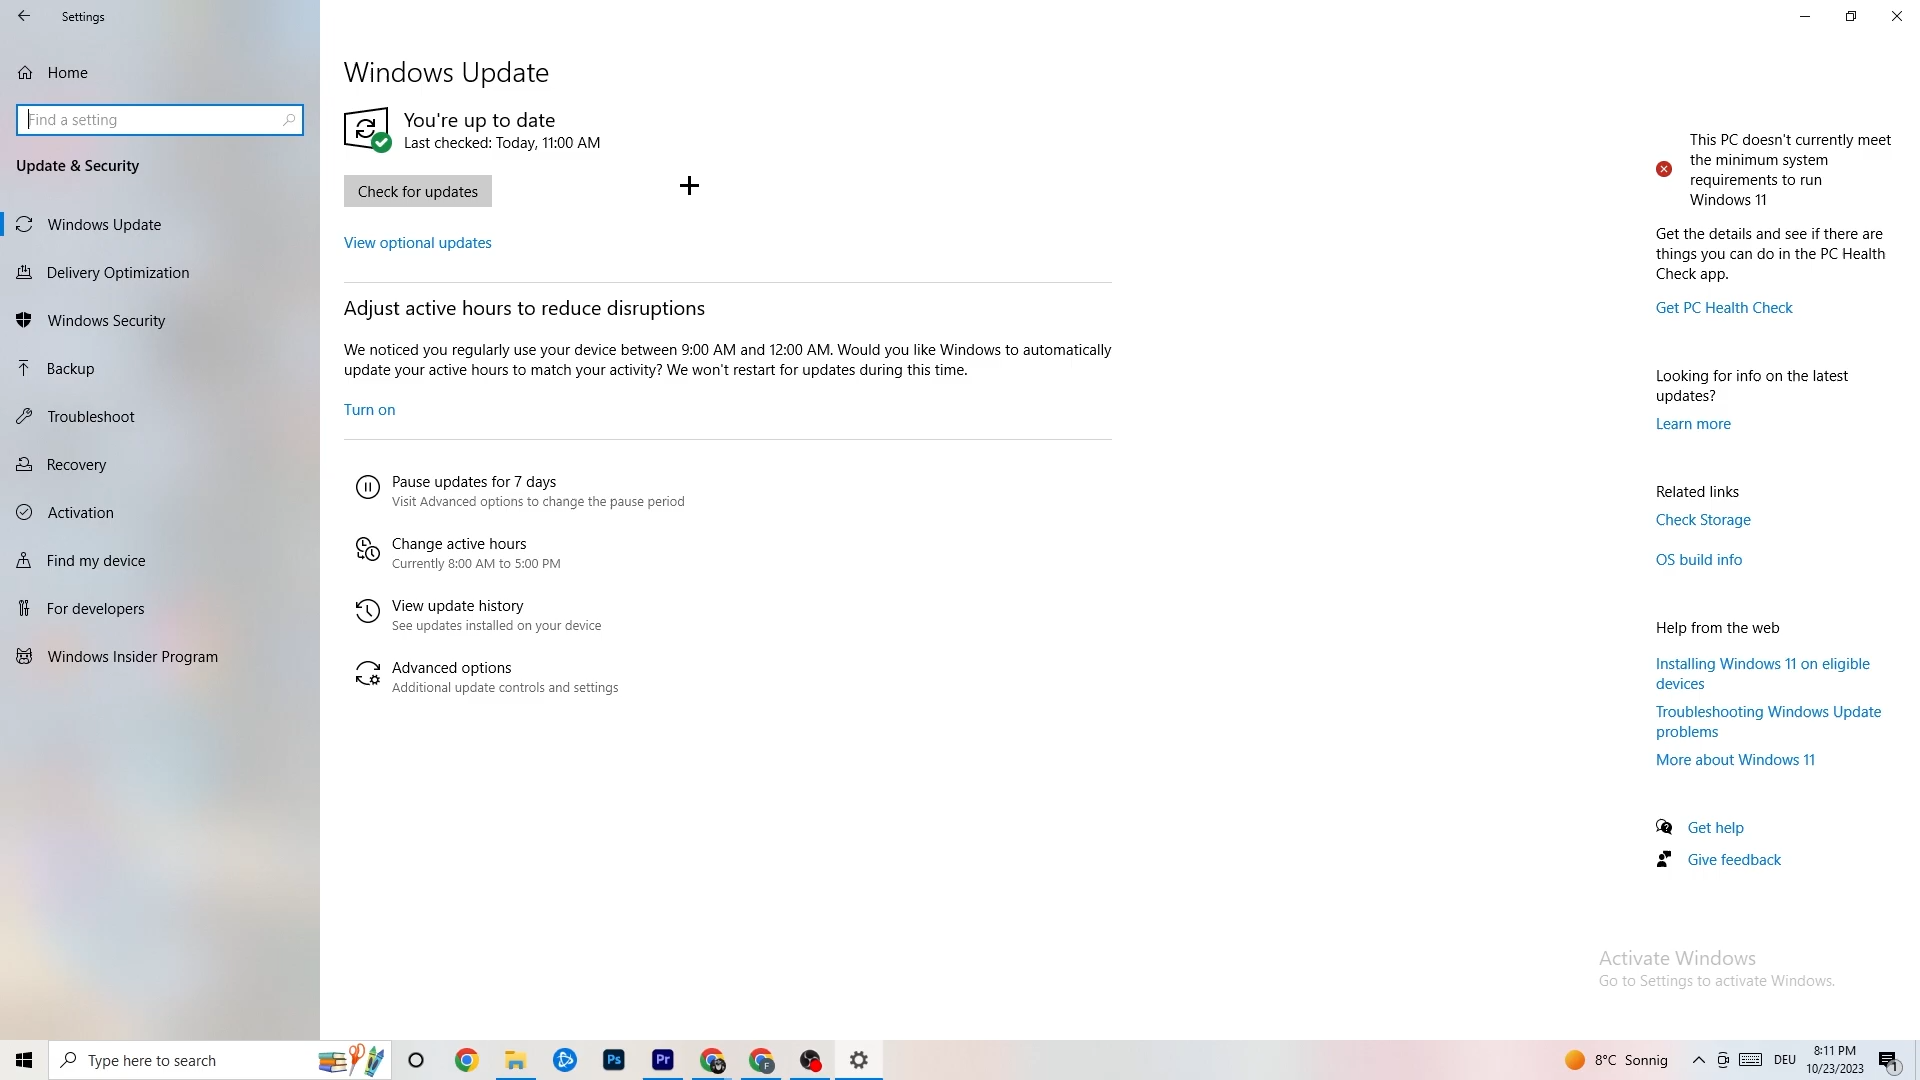 Settings
Home
Find a setting
Update & Security
Windows Update
Delivery Optimization
Windows Security
Backup
Troubleshoot
Recovery
Activation
Find my device
For developers
Windows Insider Program
Windows Update
You're up to date
Last checked: Today, 11:00 AM
Check for updates
View optional updates
Adjust active hours to reduce disruptions
We noticed you regularly use your device between 9:00 AM and 12:00 AM. Would you like Windows to automatically
update your active hours to match your activity? We won't restart for updates during this time.
Turn on
Pause updates for 7 days
Visit Advanced options to change the pause period
Change active hours
Currently 8:00 AM to 5:00 PM
View update history
See updates installed on your device
Advanced options
Additional update controls and settings
This PC doesn't currently meet
the minimum system
requirements to run
Windows 11
Get the details and see if there are
things you can do in the PC Health
Check app.
Get PC Health Check
Looking for info on the latest
updates?
Learn more
Related links
Check Storage
OS build info
Help from the web
Installing Windows 11 on eligible
devices
Troubleshooting Windows Update
problems
More about Windows 11
Get help
Give feedback
Activate Windows
Go to Settings to activate Windows.
Type here to search
Ps
Pr
F
8°C Sonnig
DEU
8:11 PM
10/23/2023
1